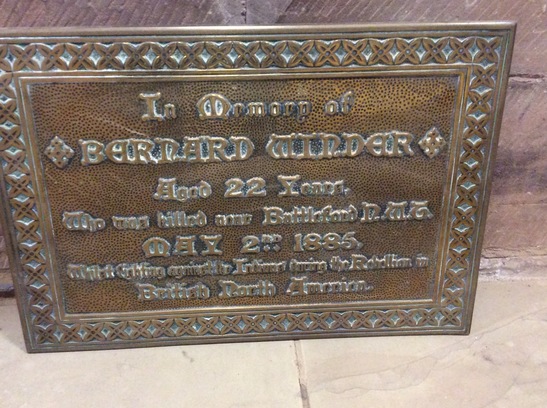 In Memory of
BERNARD WINDER
Aged 22 Years.
Who was killed near Battleford N.W.T.
MAY 2ND 1885,
Whilst fighting against the Indians during the Rebellion in
British North America.